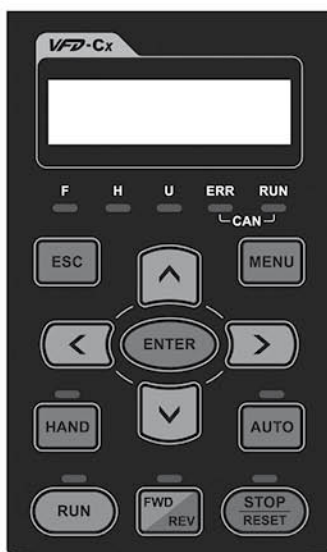 VFD-Cx
F H U ERR RUN
CAN
ESC
MENU
ENTER
HAND
AUTO
RUN
FWD
REV
STOP
RESET